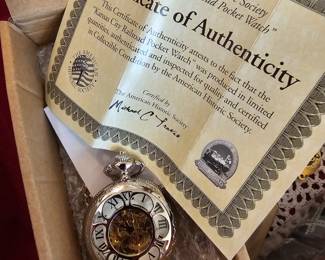 Society
Railroad Pocket Watch"
Certificate of Authenticity
This Certificate of Authenticity attests to the fact that the
"Kansas City Railroad Pocket Watch" was produced in limited
quantities, authenticated and inspected for quality and certified
in Collectible Condition by the American Historic Society.
Certified by
The American Historic Society